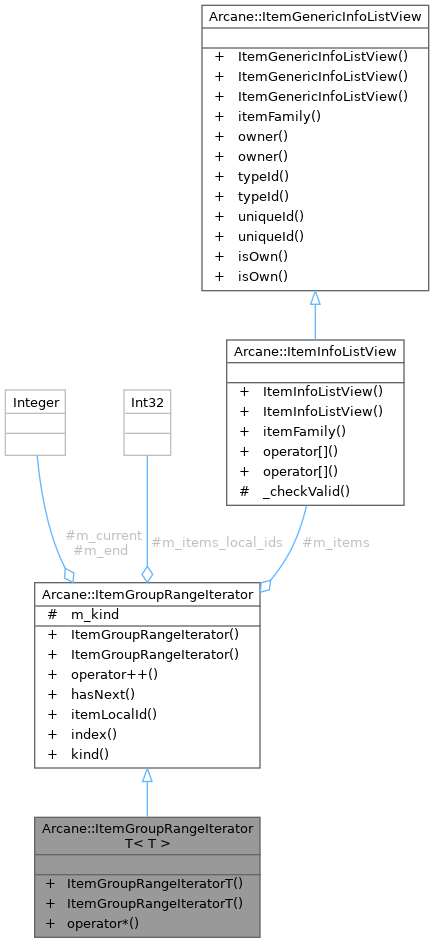 Arcane::ItemGenericInfoListView
+ ItemGenericInfoListView()
+ ItemGenericInfoListView()
+ ItemGenericInfoListView()
+ itemFamily()
+ owner()
+ owner()
+ typeId()
+ typeId()
+ uniqueId()
+ uniqueId()
+ isOwn()
+ isOwn()
Arcane::ItemInfoListView
+ ItemInfoListView()
+ ItemInfoListView()
+ itemFamily()
+ operator[]()
+ operator[]()
# _checkValid()
Integer
Int32
#m_current
#m_end
#m_items_local_ids
#m_items
Arcane::ItemGroupRangeIterator
# m_kind
+ ItemGroupRangeIterator()
+ ItemGroupRangeIterator()
+ operator++()
+ hasNext()
+ itemLocalId()
+ index()
+ kind()
Arcane::ItemGroupRangeIterator
T< T >
+ ItemGroupRangeIteratorT()
+ ItemGroupRangeIteratorT()
+ operator*()